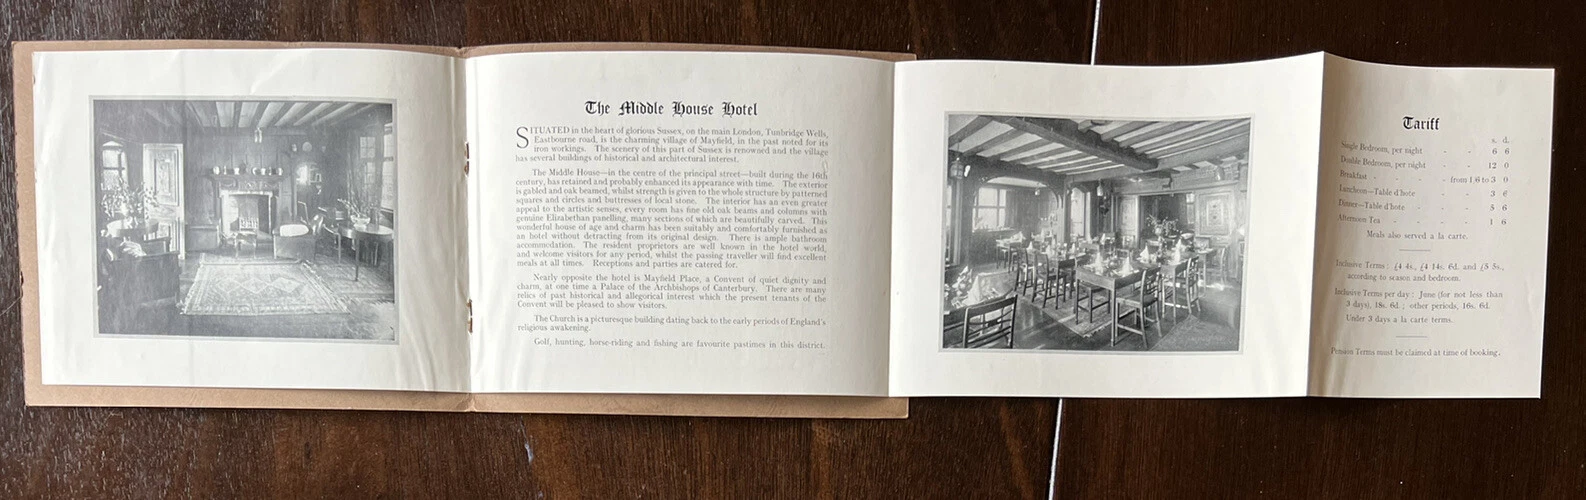 The Middle House Hotel
SITUATED in the heart of glorious Sussex, on the main London, Tunbridge Wells,
Eastbourne road, is the charming village of Mayfield, in the past noted for its
iron workings. The scenery of this part of Sussex is renowned and the village
has several buildings of historical and architectural interest.
The Middle House—in the centre of the principal street—built during the 16th
century, has retained and probably enhanced its appearance with time. The exterior
is gabled and oak beamed, whilst strength is given to the whole structure by patterned
squares and circles and buttresses of local stone. The interior has an even greater
appeal to the artistic senses, every room has fine old oak beams and columns with
genuine Elizabethan panelling, many sections of which are beautifully carved. This
wonderful house of age and charm has been suitably and comfortably furnished as
an hotel without detracting from its original design. There is ample bathroom
accommodation. The resident proprietors are well known in the hotel world,
and welcome visitors for any period, whilst the passing traveller will find excellent
meals at all times. Receptions and parties are catered for.
Nearly opposite the hotel is Mayfield Place, a Convent of quiet dignity and
charm, at one time a Palace of the Archbishops of Canterbury. There are many
relics of past historical and allegorical interest which the present tenants of the
Convent will be pleased to show visitors.
The Church is a picturesque building dating back to the early periods of England's
religious awakening.
Golf, hunting, horse-riding and fishing are favourite pastimes in this district.
Tariff
s. d.
Single Bedroom, per night - - 6 6
Double Bedroom, per night - - 12 0
Breakfast - - - - from 1/6 to 3 0
Luncheon—Table d'hote - - 3 6
Dinner—Table d'hote - - 5 6
Afternoon Tea - - - - 1 6
Meals also served a la carte.
Inclusive Terms: £4 4s., £4 14s. 6d. and £5 5s.,
according to season and bedroom.
Inclusive Terms per day: June (for not less than
3 days), 18s. 6d.; other periods, 16s. 6d.
Under 3 days a la carte terms.
Pension Terms must be claimed at time of booking.